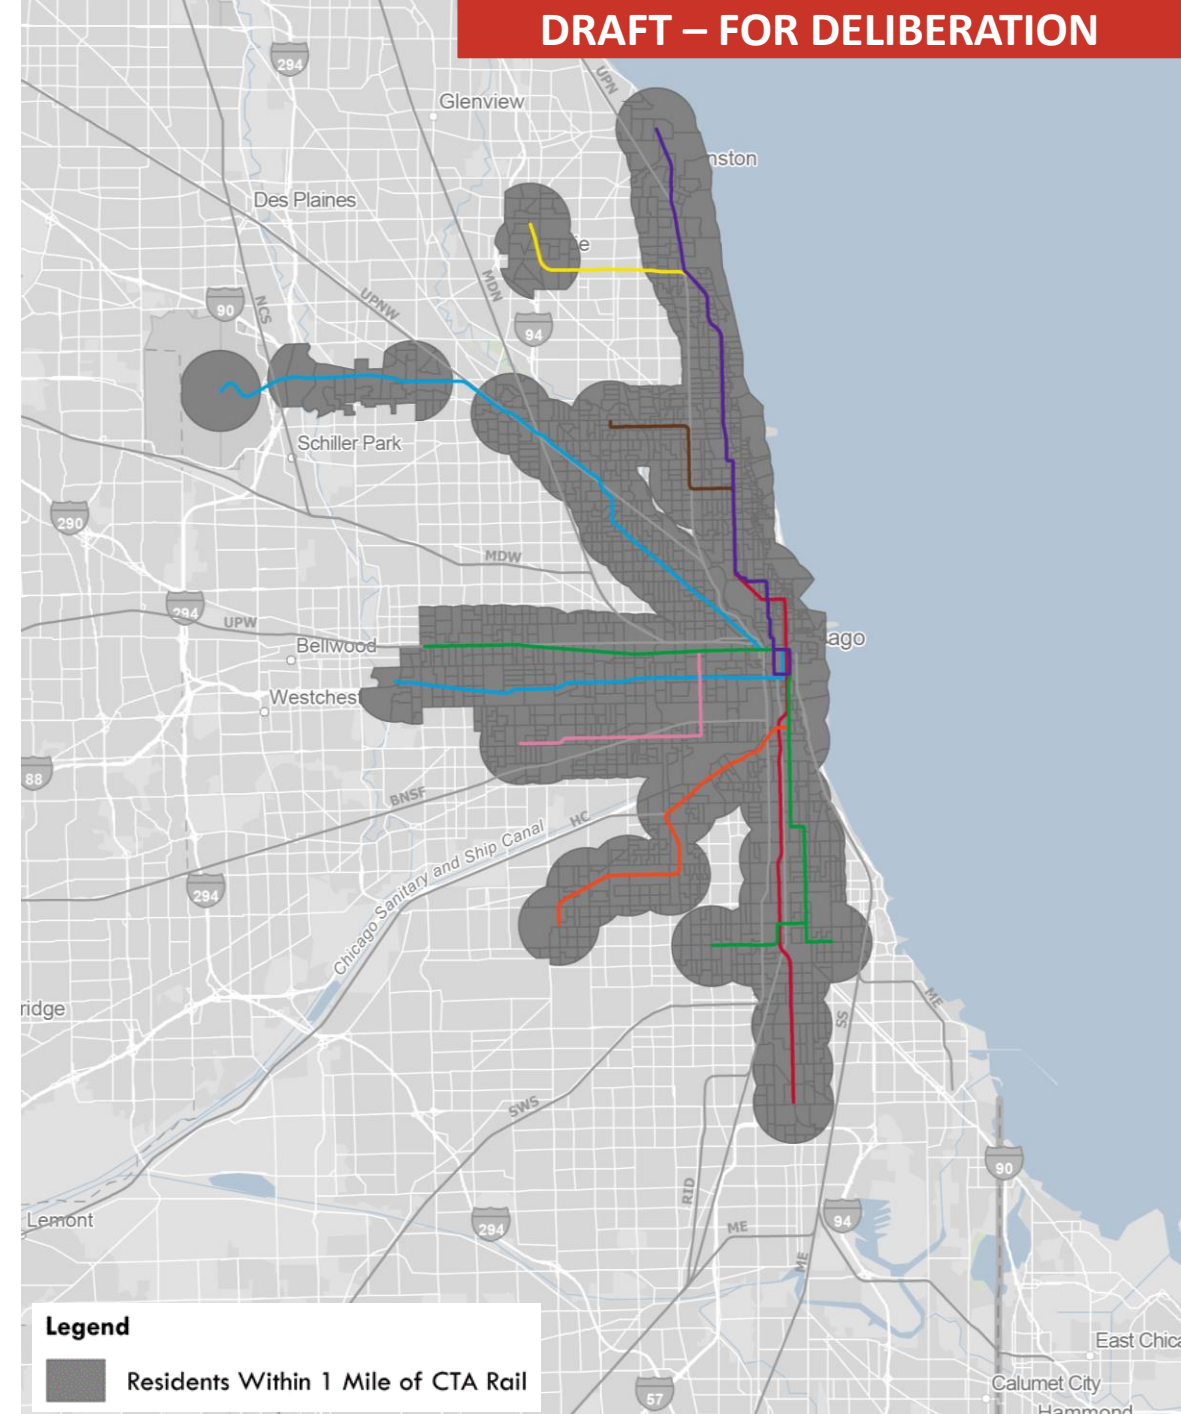 DRAFT – FOR DELIBERATION
294
UPN
Glenview
nston
Des Plaines
e
90
NCS
UPNW
MDN
94
Schiller Park
290
MDW
294
UPW
Bellwood
ago
Westchest
88
BNSF
HC
Chicago Sanitary and Ship Canal
294
ridge
ME
SS
SWS
90
RID
Lemont
294
94
ME
ME
Legend
Residents Within 1 Mile of CTA Rail
57
East Chica
Calumet City
Hammond